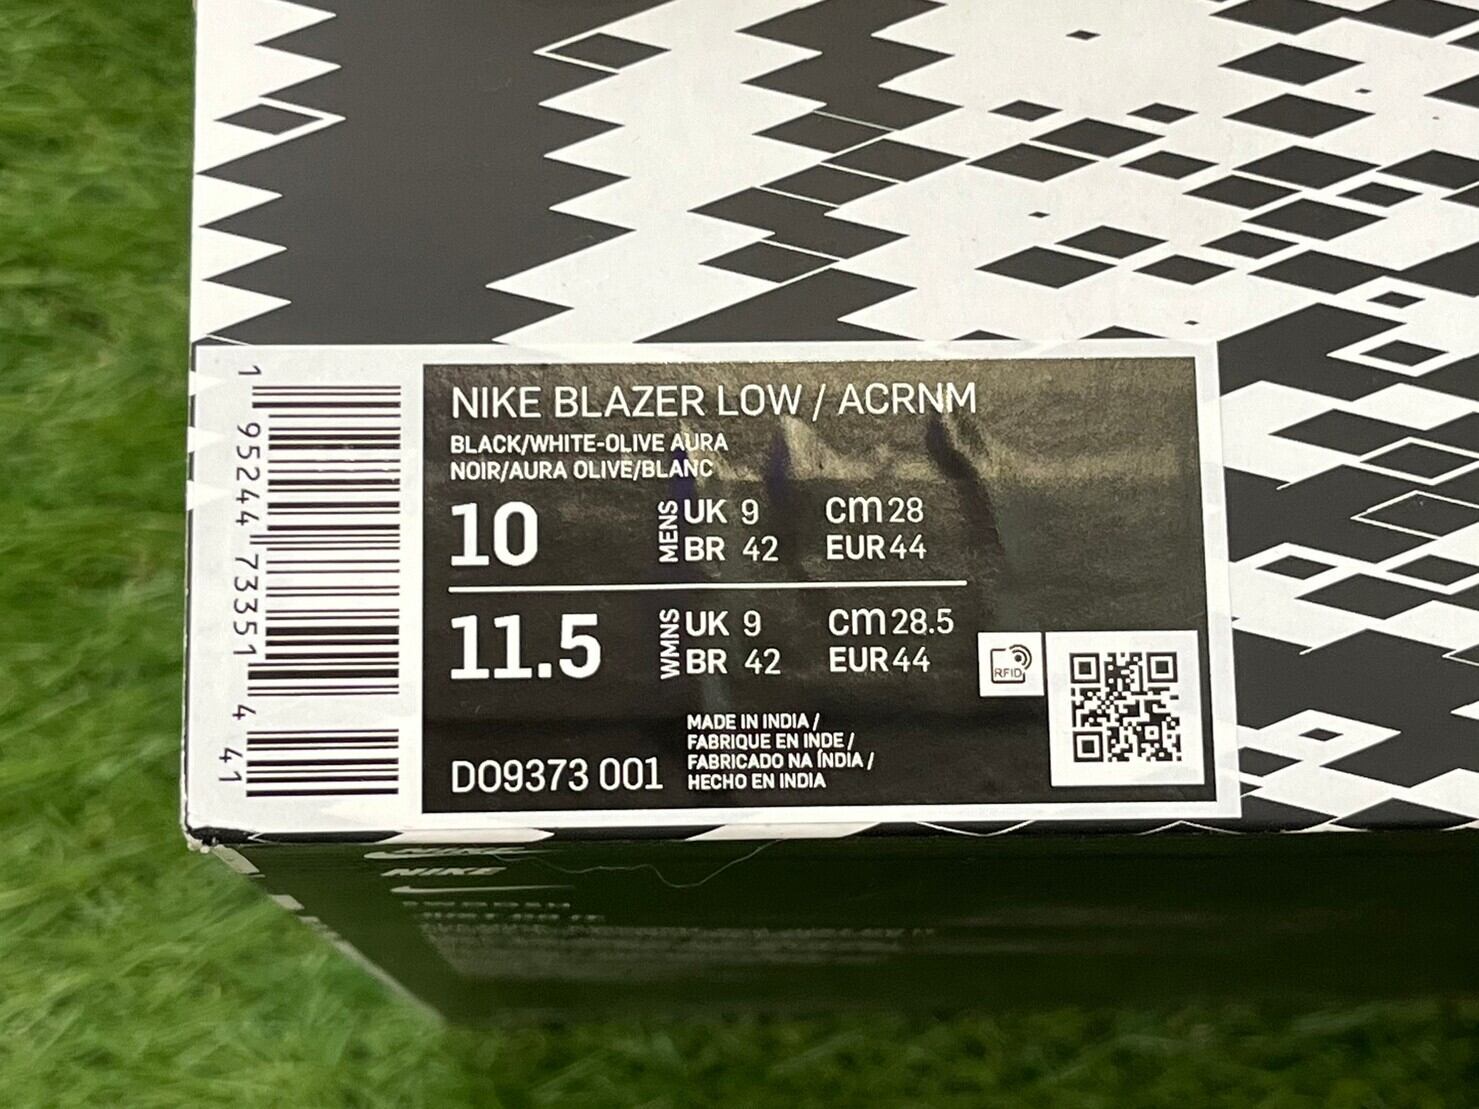 NIKE BLAZER LOW / ACRNM
BLACK/WHITE-OLIVE AURA
NOIR/AURA OLIVE/BLANC
10 MENS UK 9 CM 28
BR 42 EUR 44
11.5 WMNS UK 9 CM 28.5
BR 42 EUR 44
RFID
DO9373 001
MADE IN INDIA /
FABRIQUE EN INDE /
FABRICADO NA ÍNDIA /
HECHO EN INDIA
1 95244 73351 4 41
NIKE
NIKE